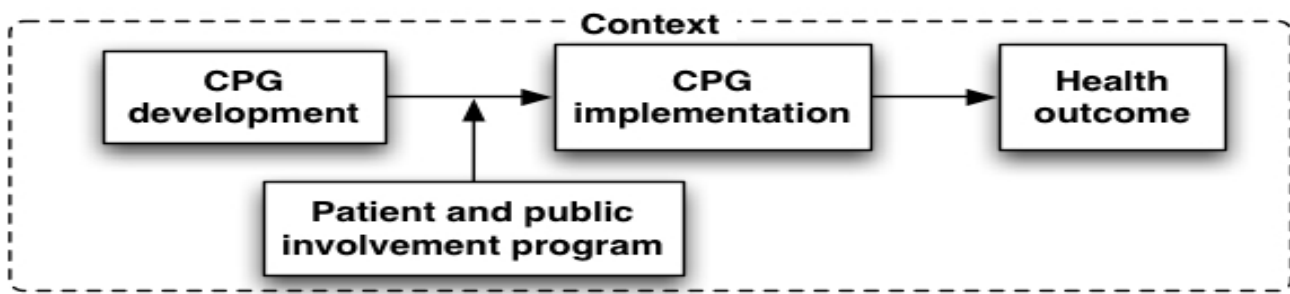 Context
CPG
development
CPG
implementation
Health
outcome
Patient and public
involvement program